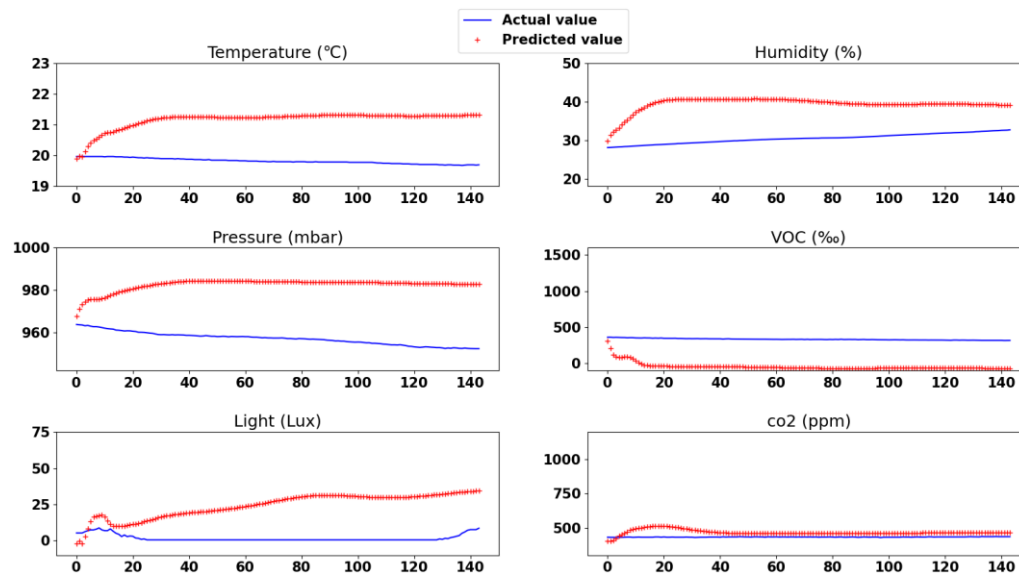 Actual value
Predicted value
Temperature (℃)
23
22
21
20
19
0 20 40 60 80 100 120 140
Humidity (%)
50
40
30
20
0 20 40 60 80 100 120 140
Pressure (mbar)
1000
980
960
0 20 40 60 80 100 120 140
VOC (‰)
1500
1000
500
0
0 20 40 60 80 100 120 140
Light (Lux)
75
50
25
0
0 20 40 60 80 100 120 140
co2 (ppm)
1000
750
500
0 20 40 60 80 100 120 140